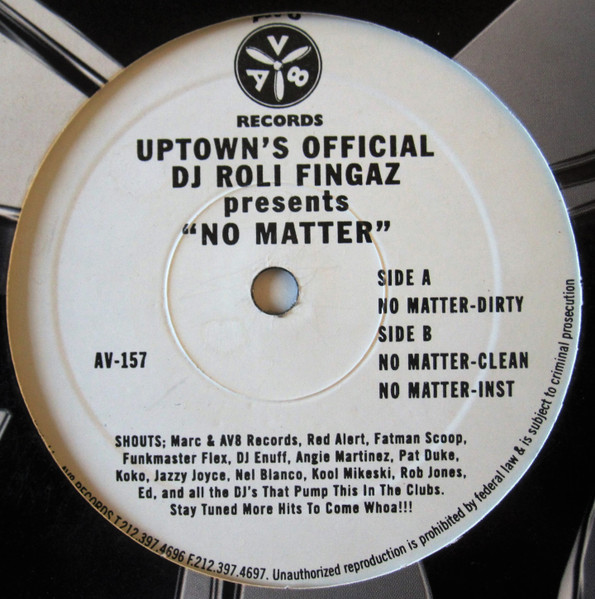 AV8
RECORDS
UPTOWN'S OFFICIAL
DJ ROLI FINGAZ
presents
"NO MATTER"
SIDE A
NO MATTER-DIRTY
SIDE B
AV-157
NO MATTER-CLEAN
NO MATTER-INST
SHOUTS; Marc & AV8 Records, Red Alert, Fatman Scoop,
Funkmaster Flex, DJ Enuff, Angie Martinez, Pat Duke,
Koko, Jazzy Joyce, Nel Blanco, Kool Mikeski, Rob Jones,
Ed, and all the DJ's That Pump This In The Clubs.
Stay Tuned More Hits To Come Whoa!!!
AV8 RECORDS T.212.397.4696 F.212.397.4697. Unauthorized reproduction is prohibited by federal law & is subject to criminal prosecution